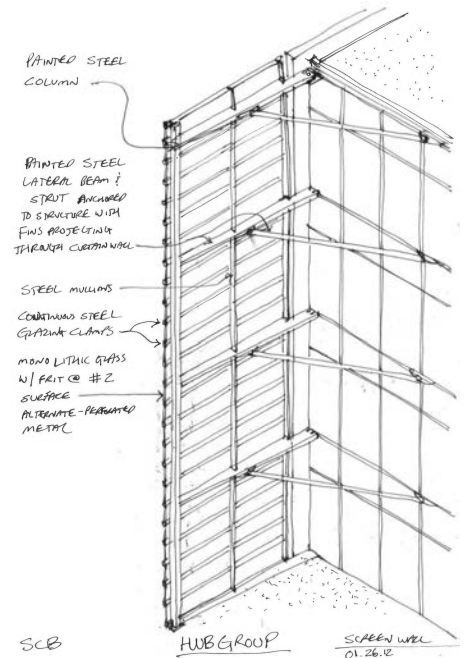 PAINTED STEEL
COLUMN
PAINTED STEEL
LATERAL BEAM &
STRUT ANCHORED
TO STRUCTURE WITH
FINS PROJECTING
THROUGH CURTAIN WALL
STEEL MULLIONS
CONTINUOUS STEEL
GLAZING CLAMPS
MONOLITHIC GLASS
W/ FRIT @ #2
SURFACE
ALTERNATE-PERFORATED
METAL
SCB
HUB GROUP
SCREEN WALL
01.26.12